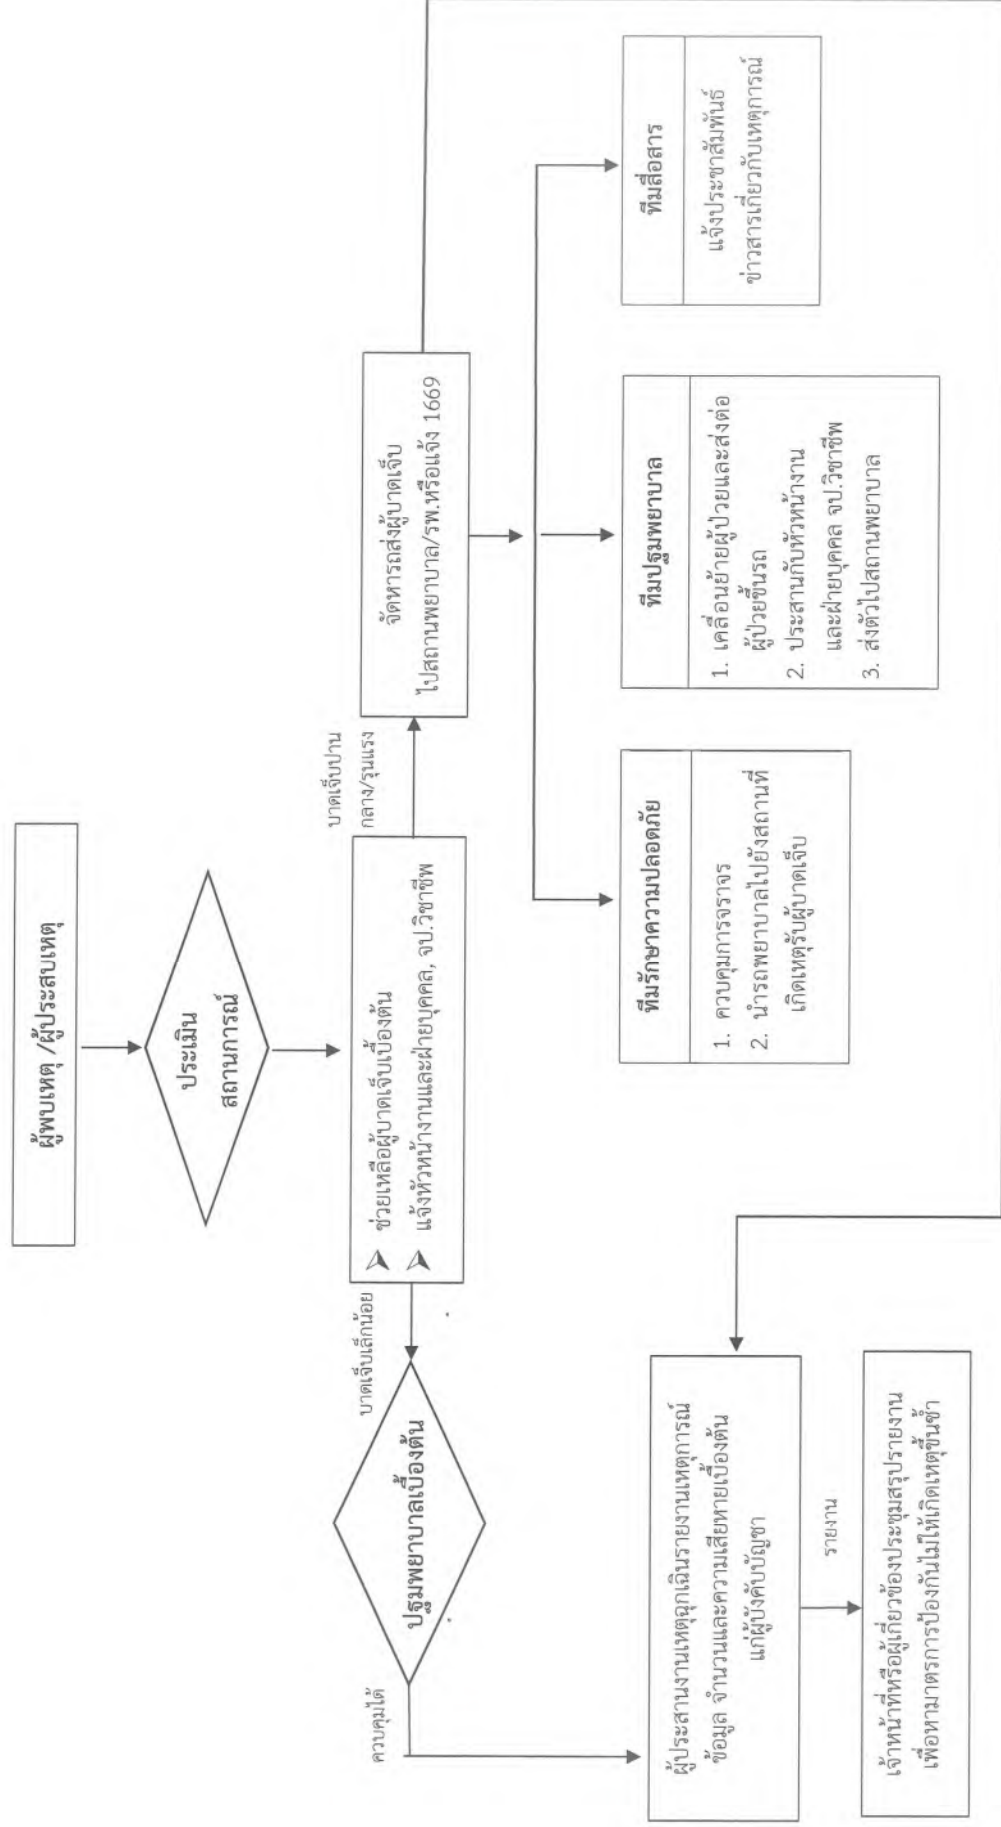 ผู้พบเหตุ /ผู้ประสบเหตุ
ประเมิน
สถานการณ์
➢ ช่วยเหลือผู้บาดเจ็บเบื้องต้น
➢ แจ้งหัวหน้างานและฝ่ายบุคคล, จป.วิชาชีพ
บาดเจ็บเล็กน้อย
ปฐมพยาบาลเบื้องต้น
ควบคุมได้
บาดเจ็บปาน
กลาง/รุนแรง
จัดหารถส่งผู้บาดเจ็บ
ไปสถานพยาบาล/รพ.หรือแจ้ง 1669
ทีมรักษาความปลอดภัย
1. ควบคุมการจราจร
2. นำรถพยาบาลไปยังสถานที่
เกิดเหตุรับผู้บาดเจ็บ
ทีมปฐมพยาบาล
1. เคลื่อนย้ายผู้ป่วยและส่งต่อ
ผู้ป่วยขึ้นรถ
2. ประสานกับหัวหน้างาน
และฝ่ายบุคคล จป.วิชาชีพ
3. ส่งตัวไปสถานพยาบาล
ทีมสื่อสาร
แจ้งประชาสัมพันธ์
ข่าวสารเกี่ยวกับเหตุการณ์
ผู้ประสานงานเหตุฉุกเฉินรายงานเหตุการณ์
ข้อมูล จำนวนและความเสียหายเบื้องต้น
แก่ผู้บังคับบัญชา
รายงาน
เจ้าหน้าที่หรือผู้เกี่ยวข้องประชุมสรุปรายงาน
เพื่อหามาตรการป้องกันไม่ให้เกิดเหตุขึ้นซ้ำ